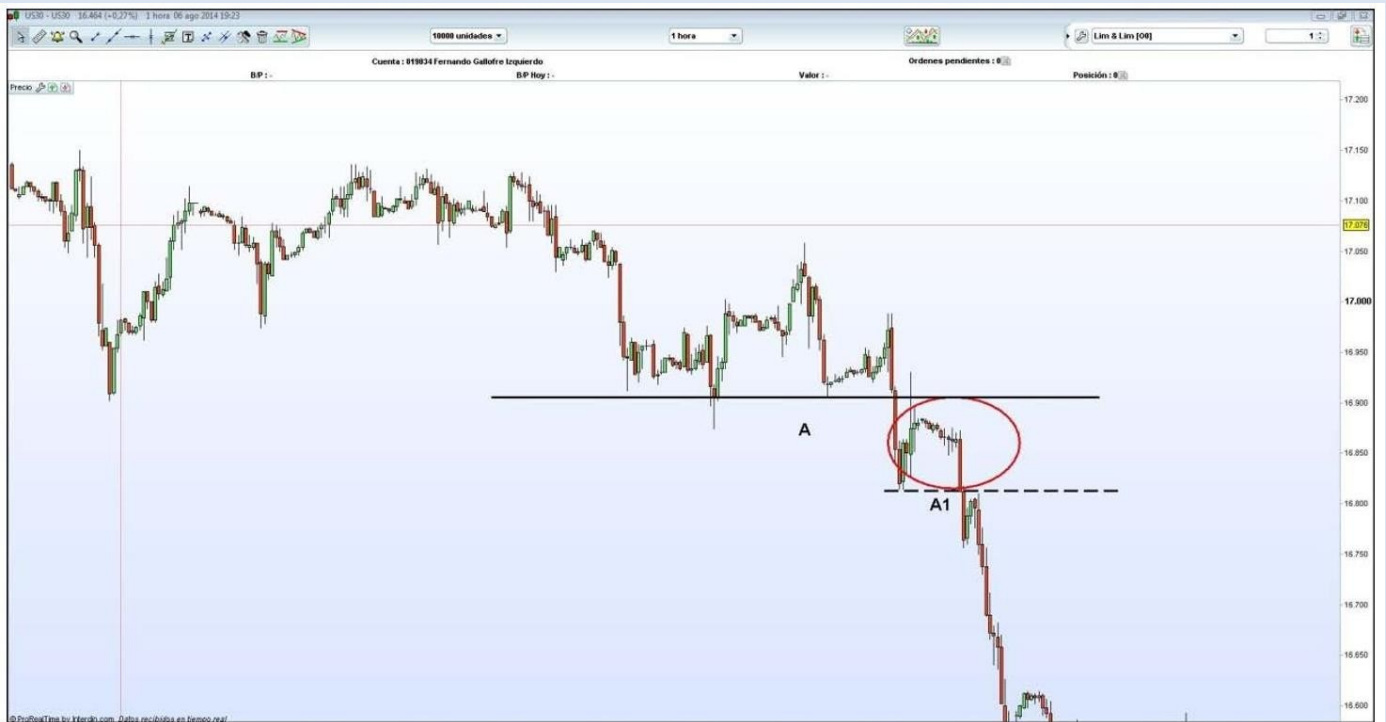 US30 - US30 16.464 (+0,27%) 1 hora 06 ago 2014 19:23
10000 unidades 1 hora Lim & Lim [00] 1
Cuenta : 019034 Fernando Gallofre Izquierdo Ordenes pendientes : 0
B/P : - B/P Hoy : - Valor : - Posición : 0
Precio
17.200
17.150
17.100
17.076
17.050
17.000
16.950
16.900
A
16.850
16.800
A1
16.750
16.700
16.650
16.600
© ProRealTime by Interdin.com Datos recibidos en tiempo real